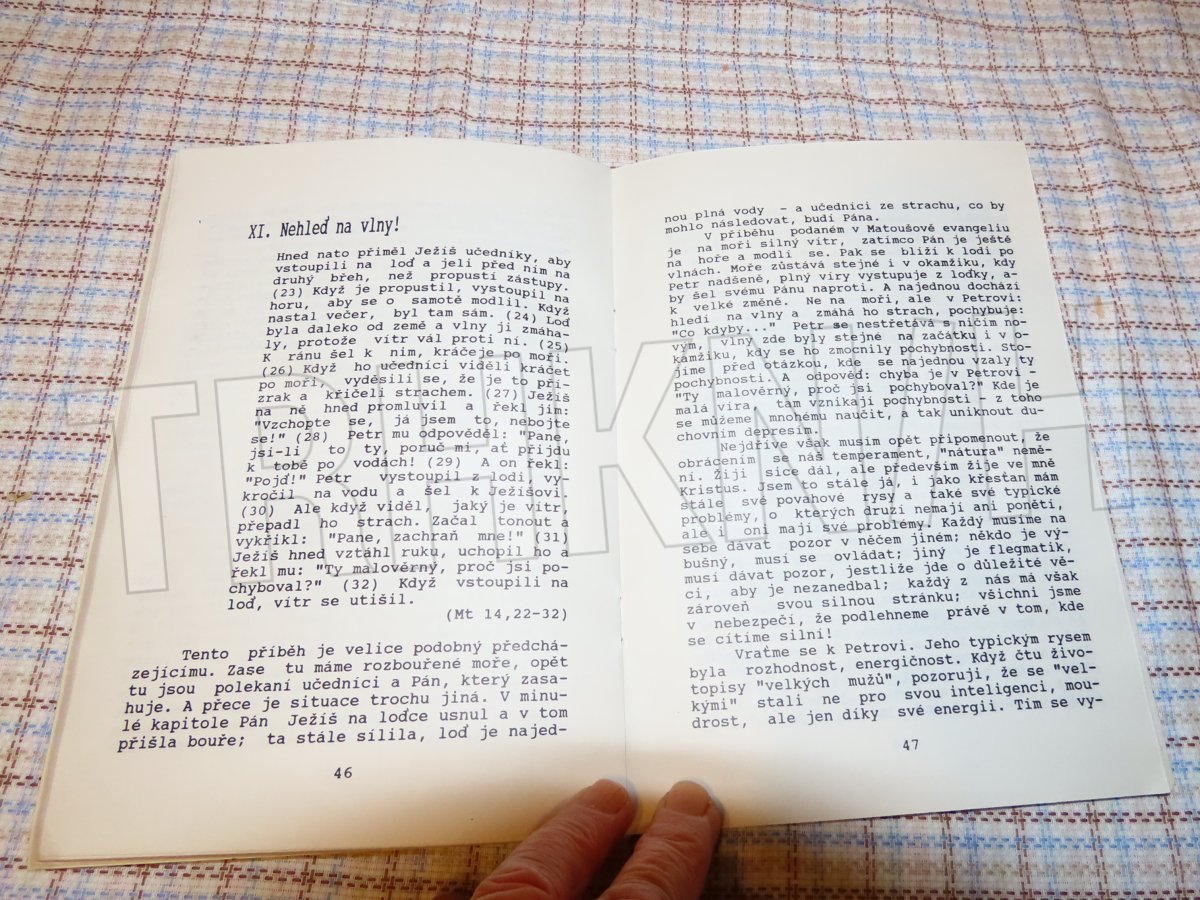 XI. Nehleď na vlny!
Hned nato přiměl Ježíš učedníky, aby
vstoupili na loď a jeli před ním na
druhý břeh, než propustí zástupy.
(23) Když je propustil, vystoupil na
horu, aby se o samotě modlil. Když
nastal večer, byl tam sám. (24) Loď
byla daleko od země a vlny ji zmáha-
ly, protože vítr vál proti ní. (25)
K ránu šel k nim, kráčeje po moři.
(26) Když ho učedníci viděli kráčet
po moři, vyděsili se, že je to pří-
zrak a křičeli strachem. (27) Ježíš
na ně hned promluvil a řekl jim:
"Vzchopte se, já jsem to, nebojte
se!" (28) Petr mu odpověděl: "Pane,
jsi-li to ty, poruč mi, ať přijdu
k tobě po vodách! (29) A on řekl:
"Pojď!" Petr vystoupil z lodi, vy-
kročil na vodu a šel k Ježíšovi.
(30) Ale když viděl, jaký je vítr,
přepadl ho strach. Začal tonout a
vykřikl: "Pane, zachraň mne!" (31)
Ježíš hned vztáhl ruku, uchopil ho a
řekl mu: "Ty malověrný, proč jsi po-
chyboval?" (32) Když vstoupili na
loď, vítr se utišil.
(Mt 14,22-32)
Tento příběh je velice podobný předchá-
zejícímu. Zase tu máme rozbouřené moře, opět
tu jsou polekaní učedníci a Pán, který zasa-
huje. A přece je situace trochu jiná. V minu-
lé kapitole Pán Ježíš na loďce usnul a v tom
přišla bouře; ta stále sílila, loď je najed-
46
nou plná vody - a učedníci ze strachu, co by
mohlo následovat, budí Pána.
V příběhu podaném v Matoušově evangeliu
je na moři silný vítr, zatímco Pán je ještě
na hoře a modlí se. Pak se blíží k lodi po
vlnách. Moře zůstává stejné i v okamžiku, kdy
Petr nadšeně, plný víry vystupuje z loďky, a-
by šel svému Pánu naproti. A najednou dochází
k velké změně. Ne na moři, ale v Petrovi:
hledí na vlny a zmáhá ho strach, pochybuje:
"Co kdyby..." Petr se nestřetává s ničím no-
vým, vlny zde byly stejné na začátku i v o-
kamžiku, kdy se ho zmocnily pochybnosti. Sto-
jíme před otázkou, kde se najednou vzaly ty
pochybnosti. A odpověď: chyba je v Petrovi -
"Ty malověrný, proč jsi pochyboval?" Kde je
malá víra, tam vznikají pochybnosti - z toho
se můžeme mnohému naučit, a tak uniknout du-
chovním depresím.
Nejdříve však musím opět připomenout, že
obrácením se náš temperament, "nátura" nemě-
ní. Žiji sice dál, ale především žije ve mně
Kristus. Jsem to stále já, i jako křesťan mám
stále své povahové rysy a také své typické
problémy, o kterých druzí nemají ani ponětí,
ale i oni mají své problémy. Každý musíme na
sebe dávat pozor v něčem jiném; někdo je vý-
bušný, musí se ovládat; jiný je flegmatik,
musí dávat pozor, jestliže jde o důležité vě-
ci, aby je nezanedbal; každý z nás má však
zároveň svou silnou stránku; všichni jsme
v nebezpečí, že podlehneme právě v tom, kde
se cítíme silní!
Vraťme se k Petrovi. Jeho typickým rysem
byla rozhodnost, energičnost. Když čtu živo-
topisy "velkých mužů", pozoruji, že se "vel-
kými" stali ne pro svou inteligenci, mou-
drost, ale jen díky své energii. Tím se vy-
47